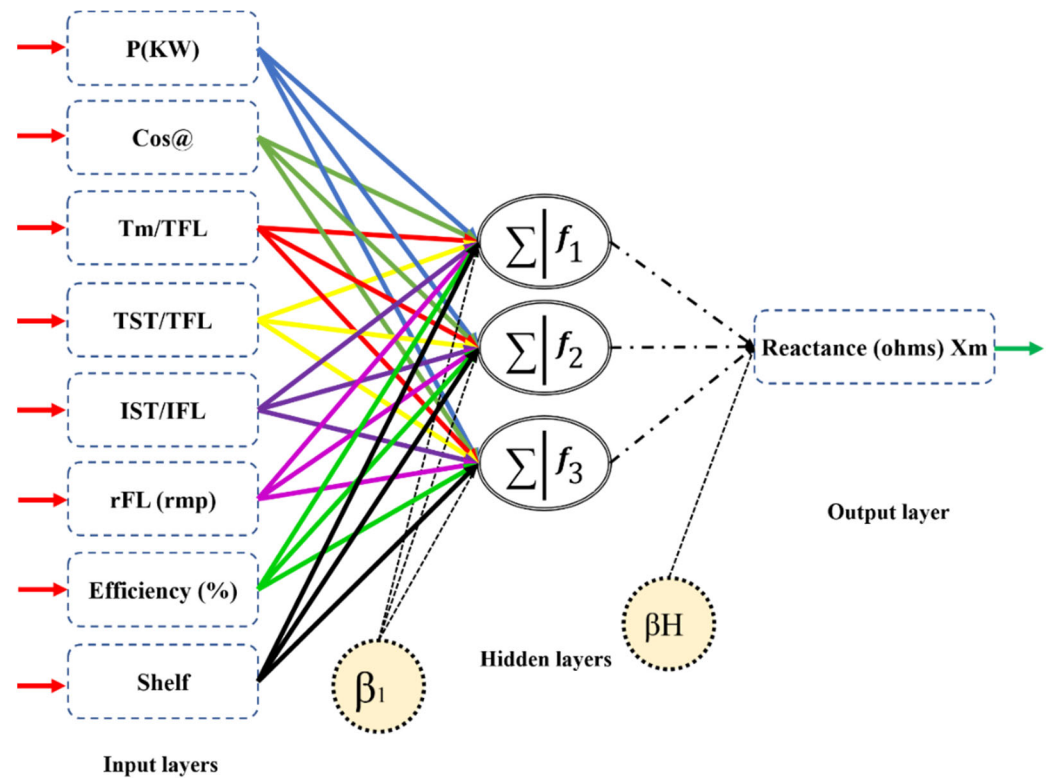 P(KW)
Cos@
Tm/TFL
TST/TFL
IST/IFL
rFL (rmp)
Efficiency (%)
Shelf
Input layers
∑|f1
∑|f2
∑|f3
β1
Hidden layers
βH
Reactance (ohms) Xm
Output layer